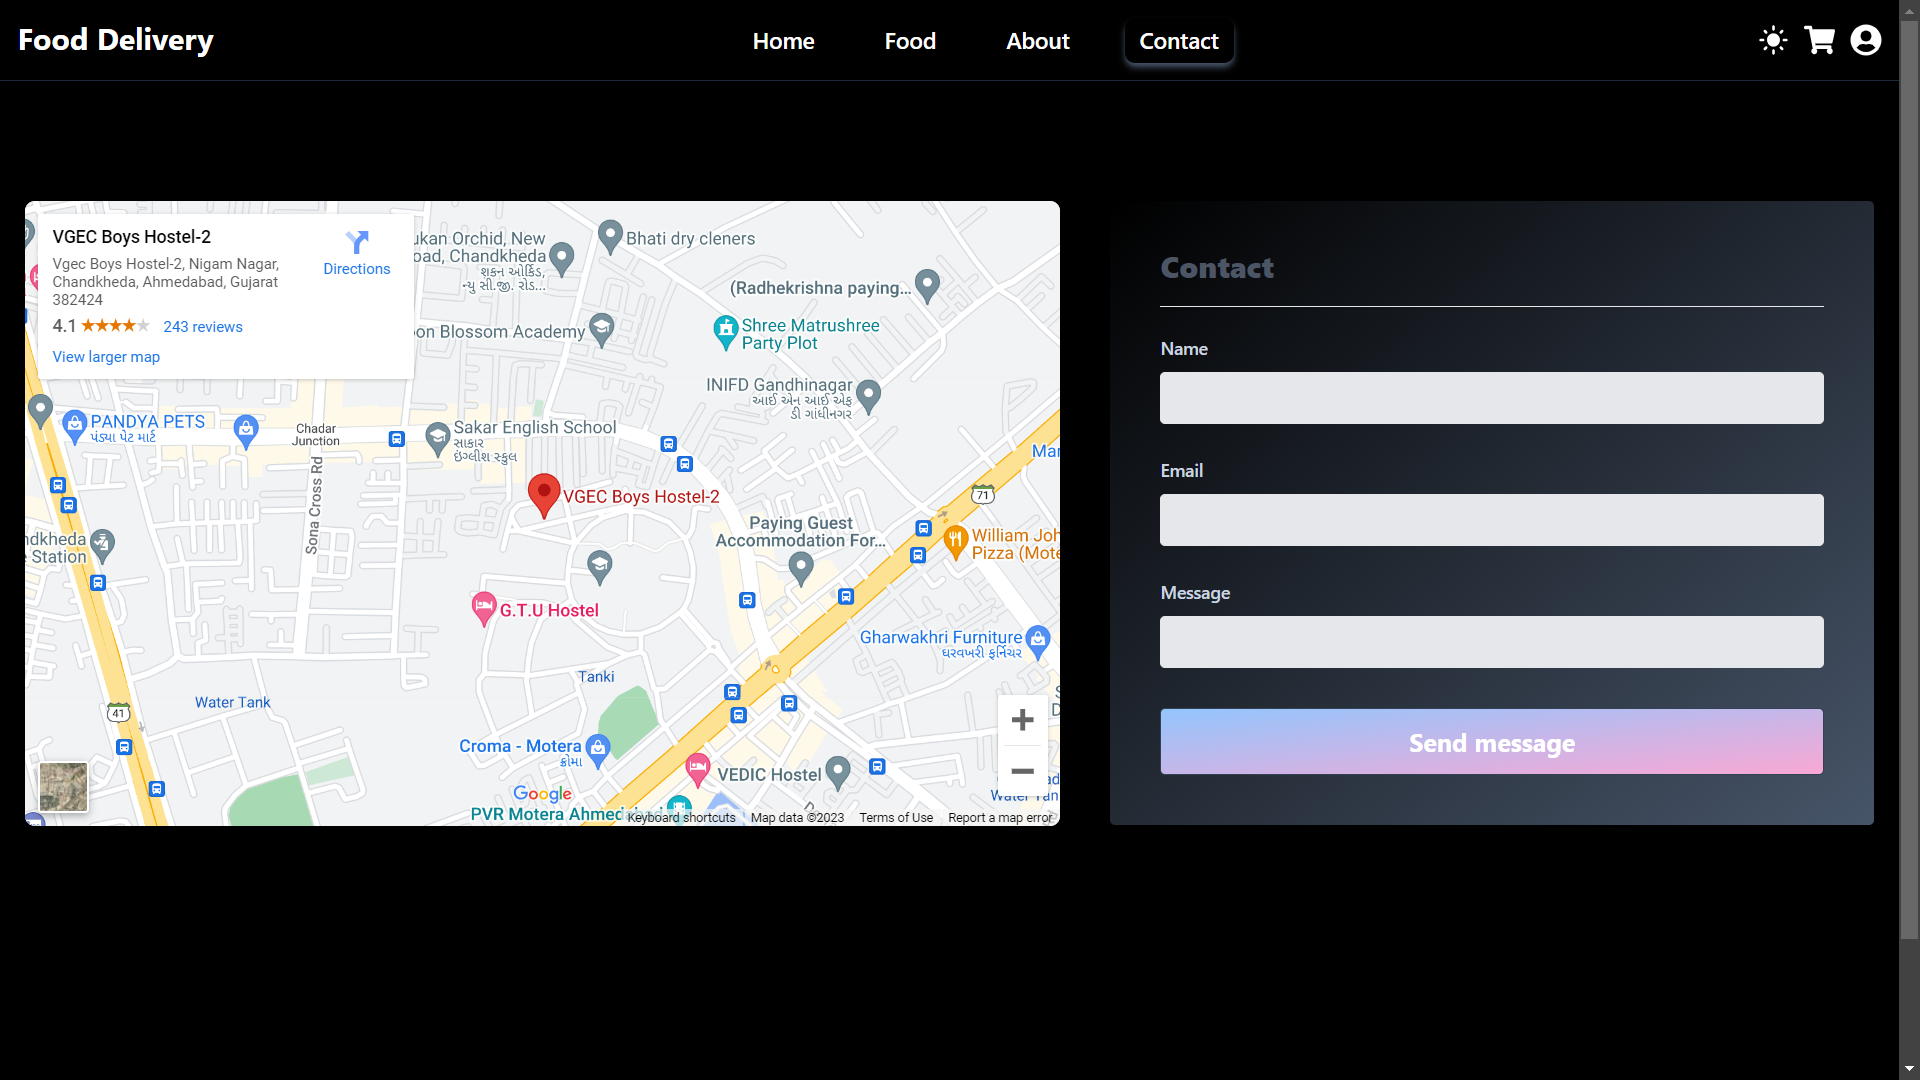 Food Delivery
Home
Food
About
Contact
VGEC Boys Hostel-2
Vgec Boys Hostel-2, Nigam Nagar,
Chandkheda, Ahmedabad, Gujarat
382424
4.1
243 reviews
View larger map
Directions
ukan Orchid, New
oad, Chandkheda
શુકન ઓર્કિડ,
ન્યુ સી.જી. રોડ...
Bhati dry cleners
(Radhekrishna paying...
oon Blossom Academy
Shree Matrushree
Party Plot
INIFD Gandhinagar
આઈ એન આઈ એફ
ડી ગાંધીનગર
PANDYA PETS
પંડ્યા પેટ માર્ટ
Chadar
Junction
Sakar English School
સાકાર
ઇંગ્લીશ સ્કુલ
Mar
71
Sona Cross Rd
VGEC Boys Hostel-2
Paying Guest
Accommodation For...
William Joh
Pizza (Mote
ndkheda
Station
G.T.U Hostel
Gharwakhri Furniture
ઘરવખરી ફર્નિચર
Tanki
Water Tank
41
Croma - Motera
ક્રોમા
VEDIC Hostel
Google
PVR Motera Ahmed
Keyboard shortcuts
Map data ©2023
Terms of Use
Report a map error
Contact
Name
Email
Message
Send message